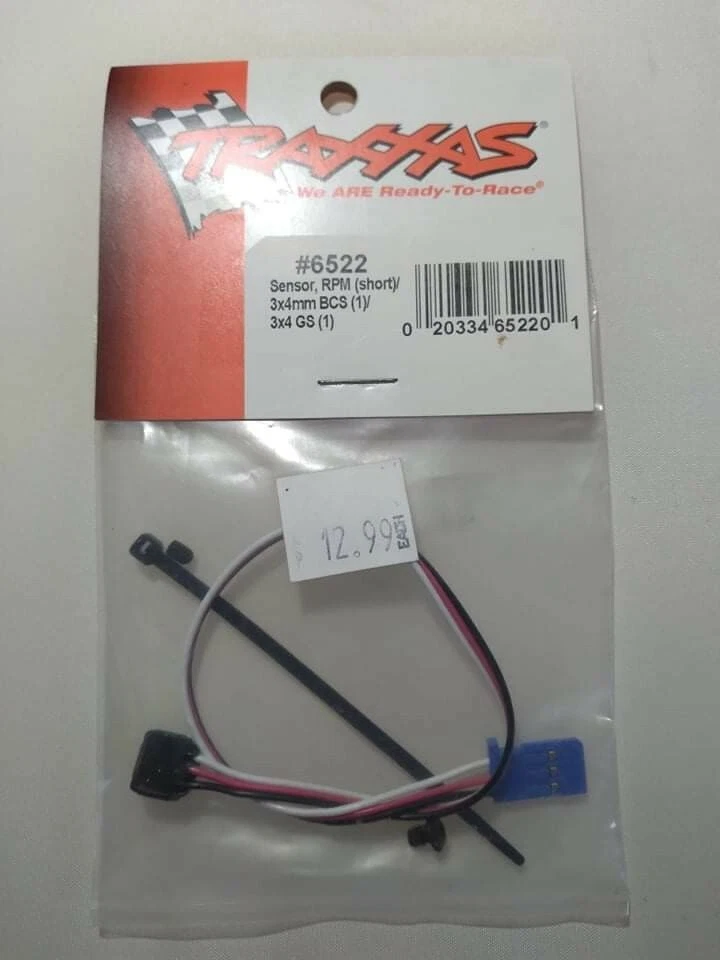 TRAXXAS®
We ARE Ready-To-Race®
#6522
Sensor, RPM (short)/
3x4mm BCS (1)/
3x4 GS (1)
0 20334 65220 1
12.99 EACH